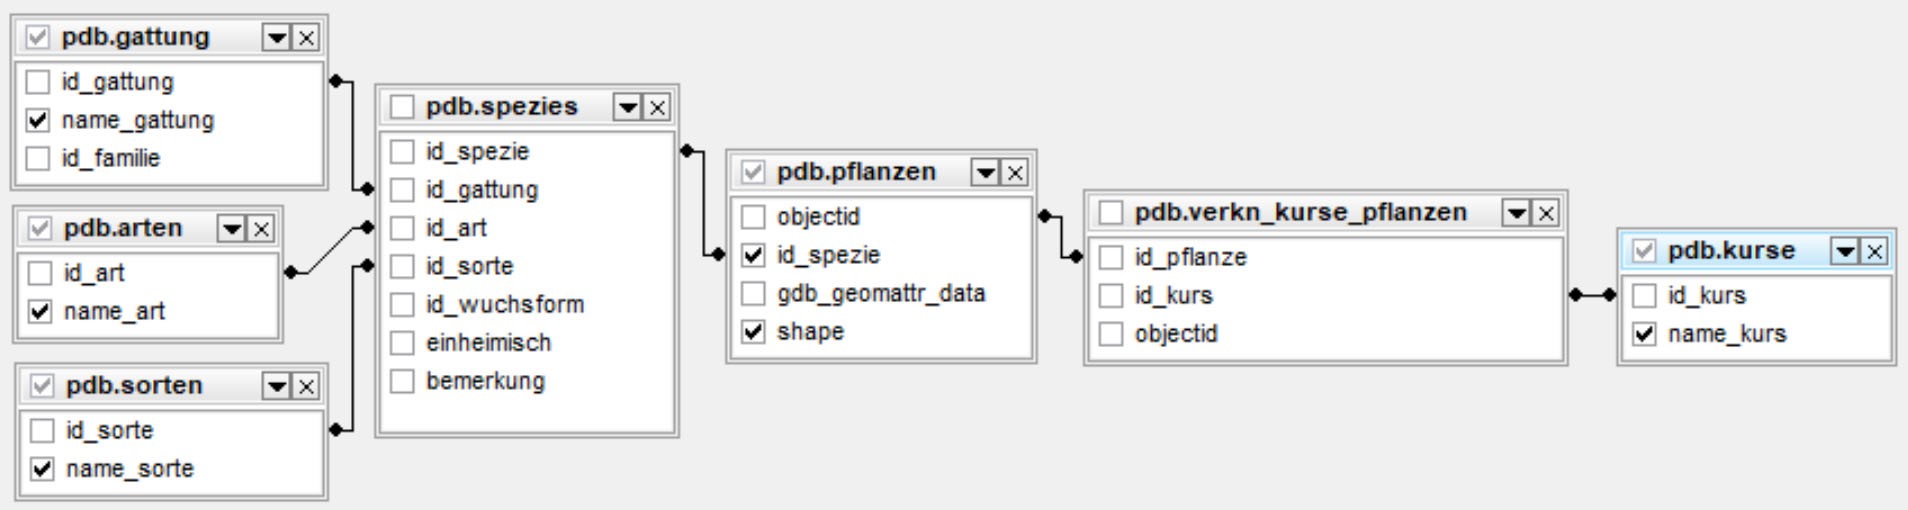 pdb.gattung
id_gattung
name_gattung
id_familie
pdb.arten
id_art
name_art
pdb.sorten
id_sorte
name_sorte
pdb.spezies
id_spezie
id_gattung
id_art
id_sorte
id_wuchsform
einheimisch
bemerkung
pdb.pflanzen
objectid
id_spezie
gdb_geomattr_data
shape
pdb.verkn_kurse_pflanzen
id_pflanze
id_kurs
objectid
pdb.kurse
id_kurs
name_kurs